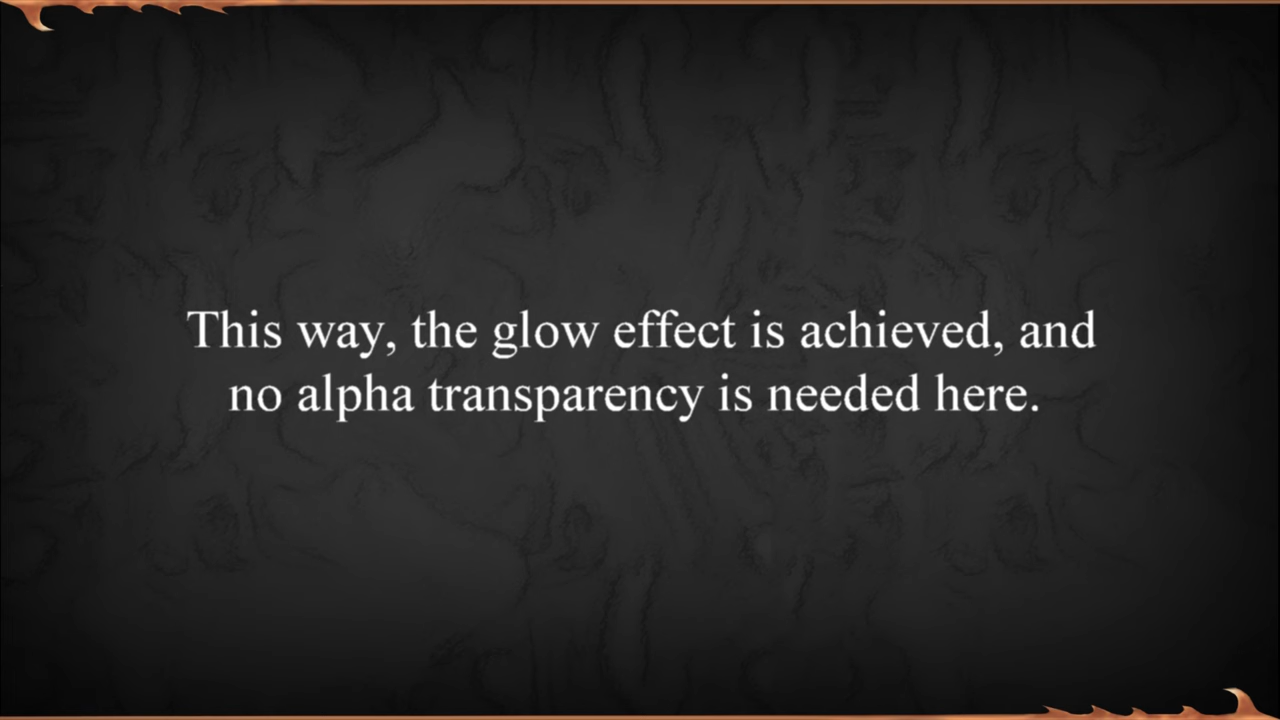 This way, the glow effect is achieved, and
no alpha transparency is needed here.